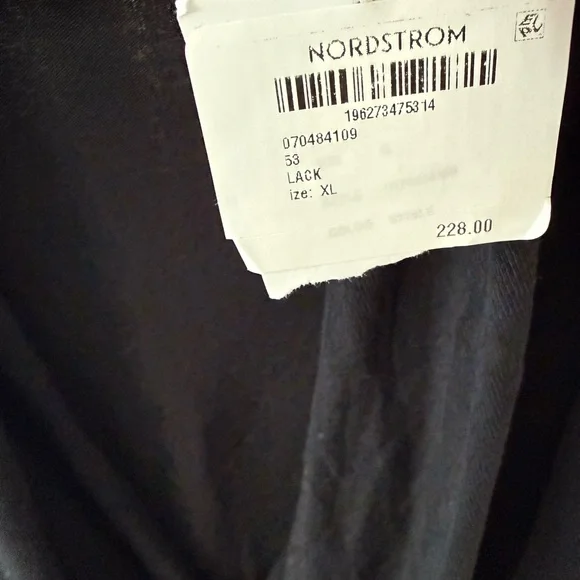 NORDSTROM
196273475314
070484109
53
LACK
ize: XL
228.00